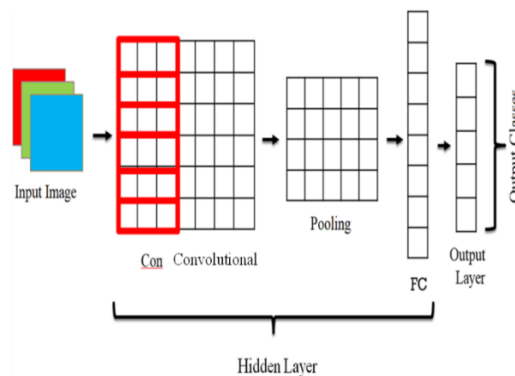 Input Image
Con Convolutional
Pooling
FC
Output
Layer
Output Classes
Hidden Layer